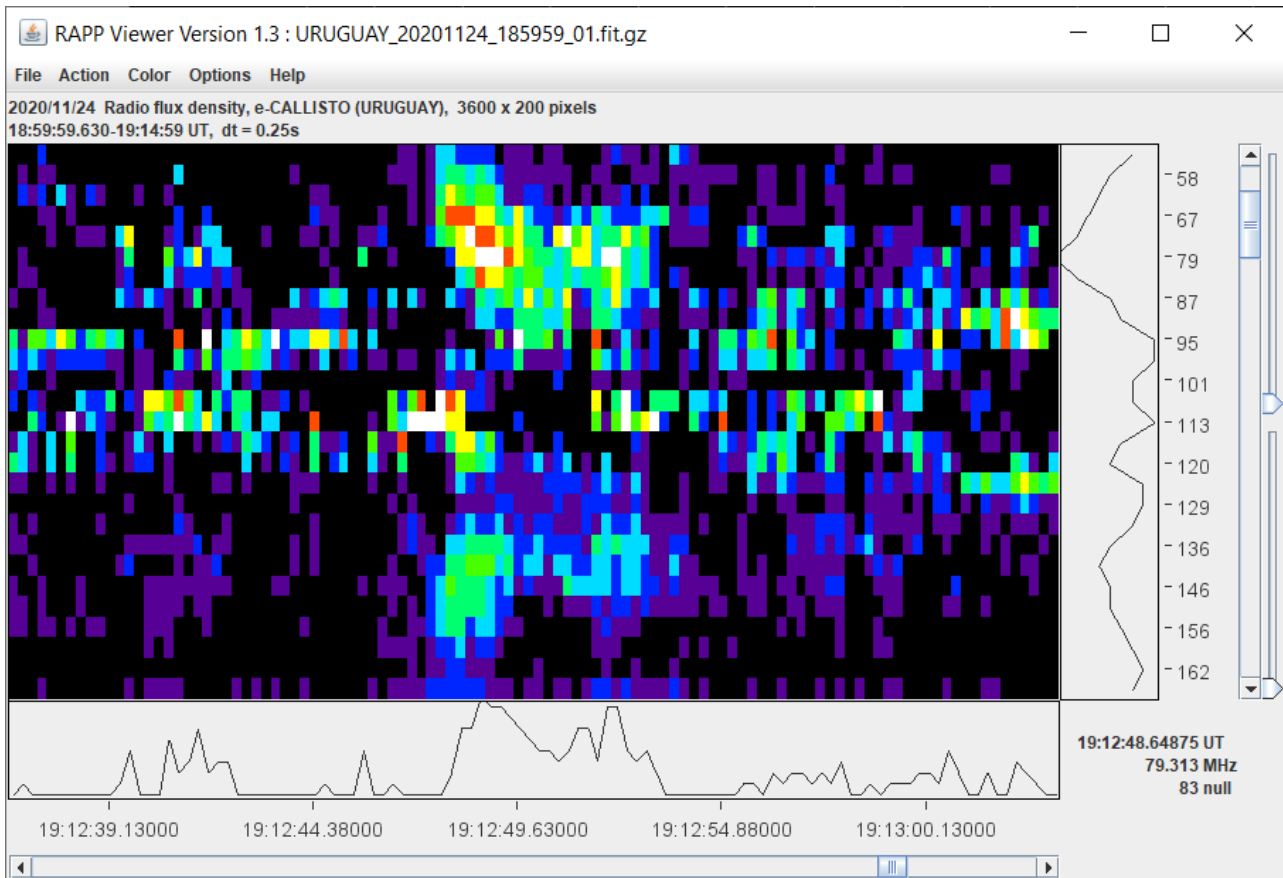 RAPP Viewer Version 1.3 : URUGUAY_20201124_185959_01.fit.gz
File Action Color Options Help
2020/11/24 Radio flux density, e-CALLISTO (URUGUAY), 3600 x 200 pixels
18:59:59.630-19:14:59 UT, dt = 0.25s
58
67
79
87
95
101
113
120
129
136
146
156
162
19:12:48.64875 UT
79.313 MHz
83 null
19:12:39.13000 19:12:44.38000 19:12:49.63000 19:12:54.88000 19:13:00.13000